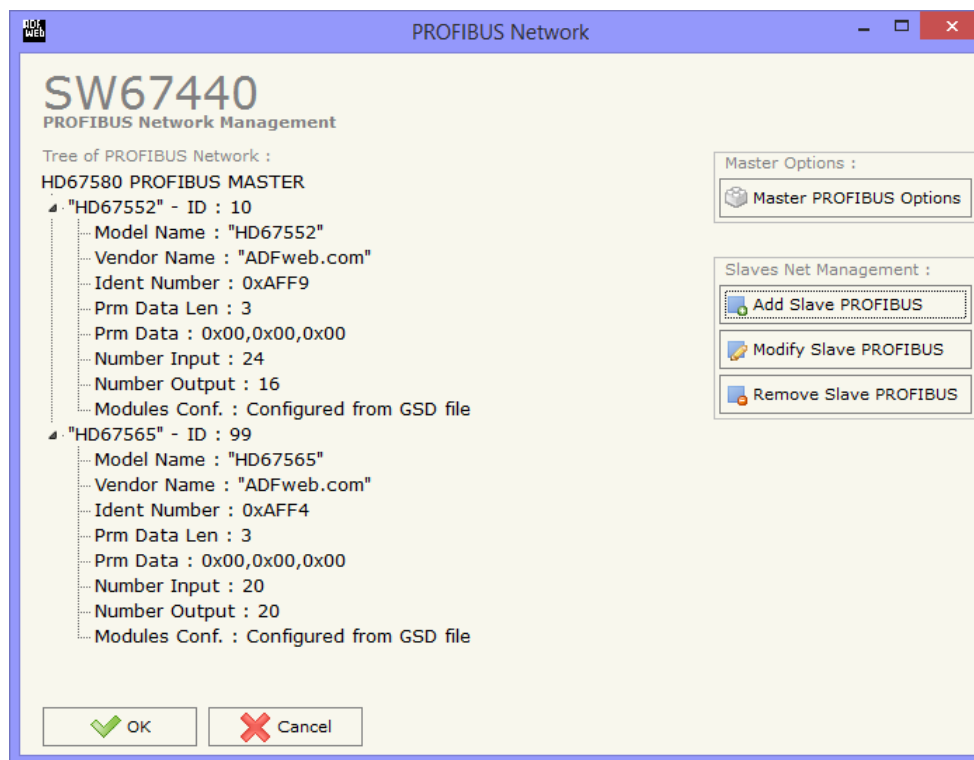 ADF
WEB
PROFIBUS Network
SW67440
PROFIBUS Network Management
Tree of PROFIBUS Network :
HD67580 PROFIBUS MASTER
"HD67552" - ID : 10
Model Name : "HD67552"
Vendor Name : "ADFweb.com"
Ident Number : 0xAFF9
Prm Data Len : 3
Prm Data : 0x00,0x00,0x00
Number Input : 24
Number Output : 16
Modules Conf. : Configured from GSD file
"HD67565" - ID : 99
Model Name : "HD67565"
Vendor Name : "ADFweb.com"
Ident Number : 0xAFF4
Prm Data Len : 3
Prm Data : 0x00,0x00,0x00
Number Input : 20
Number Output : 20
Modules Conf. : Configured from GSD file
Master Options :
Master PROFIBUS Options
Slaves Net Management :
Add Slave PROFIBUS
Modify Slave PROFIBUS
Remove Slave PROFIBUS
OK
Cancel